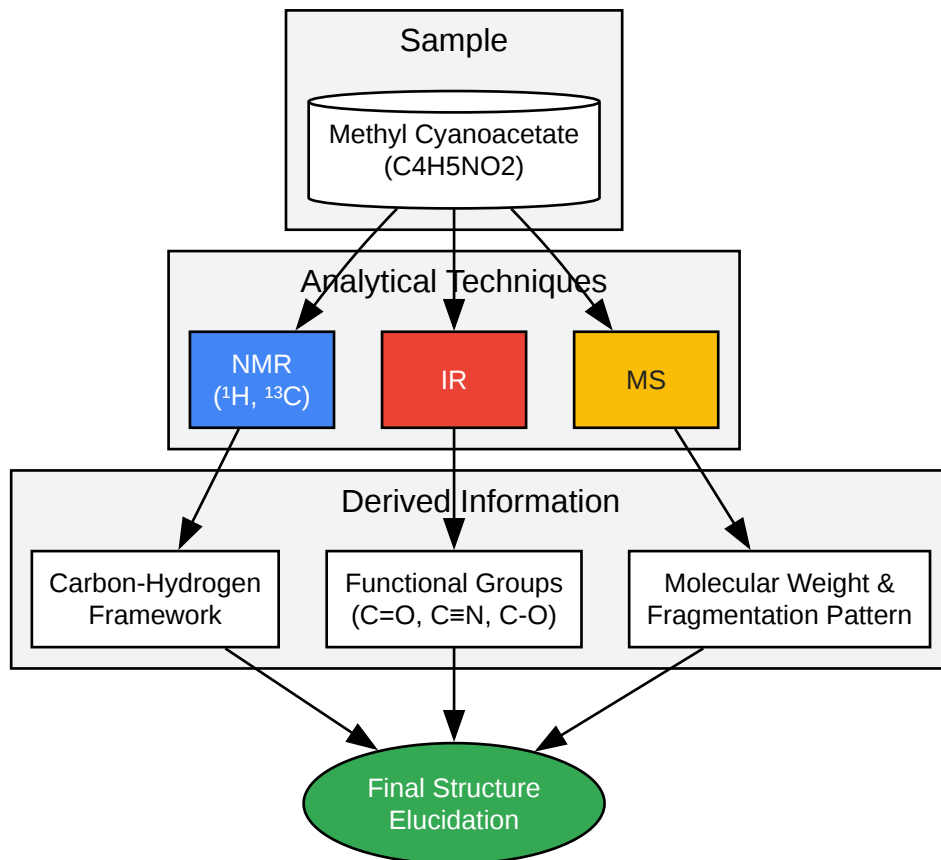 Sample
Methyl Cyanoacetate
(C4H5NO2)
Analytical Techniques
NMR
(¹H, ¹³C)
IR
MS
Derived Information
Carbon-Hydrogen
Framework
Functional Groups
(C=O, C≡N, C-O)
Molecular Weight &
Fragmentation Pattern
Final Structure
Elucidation